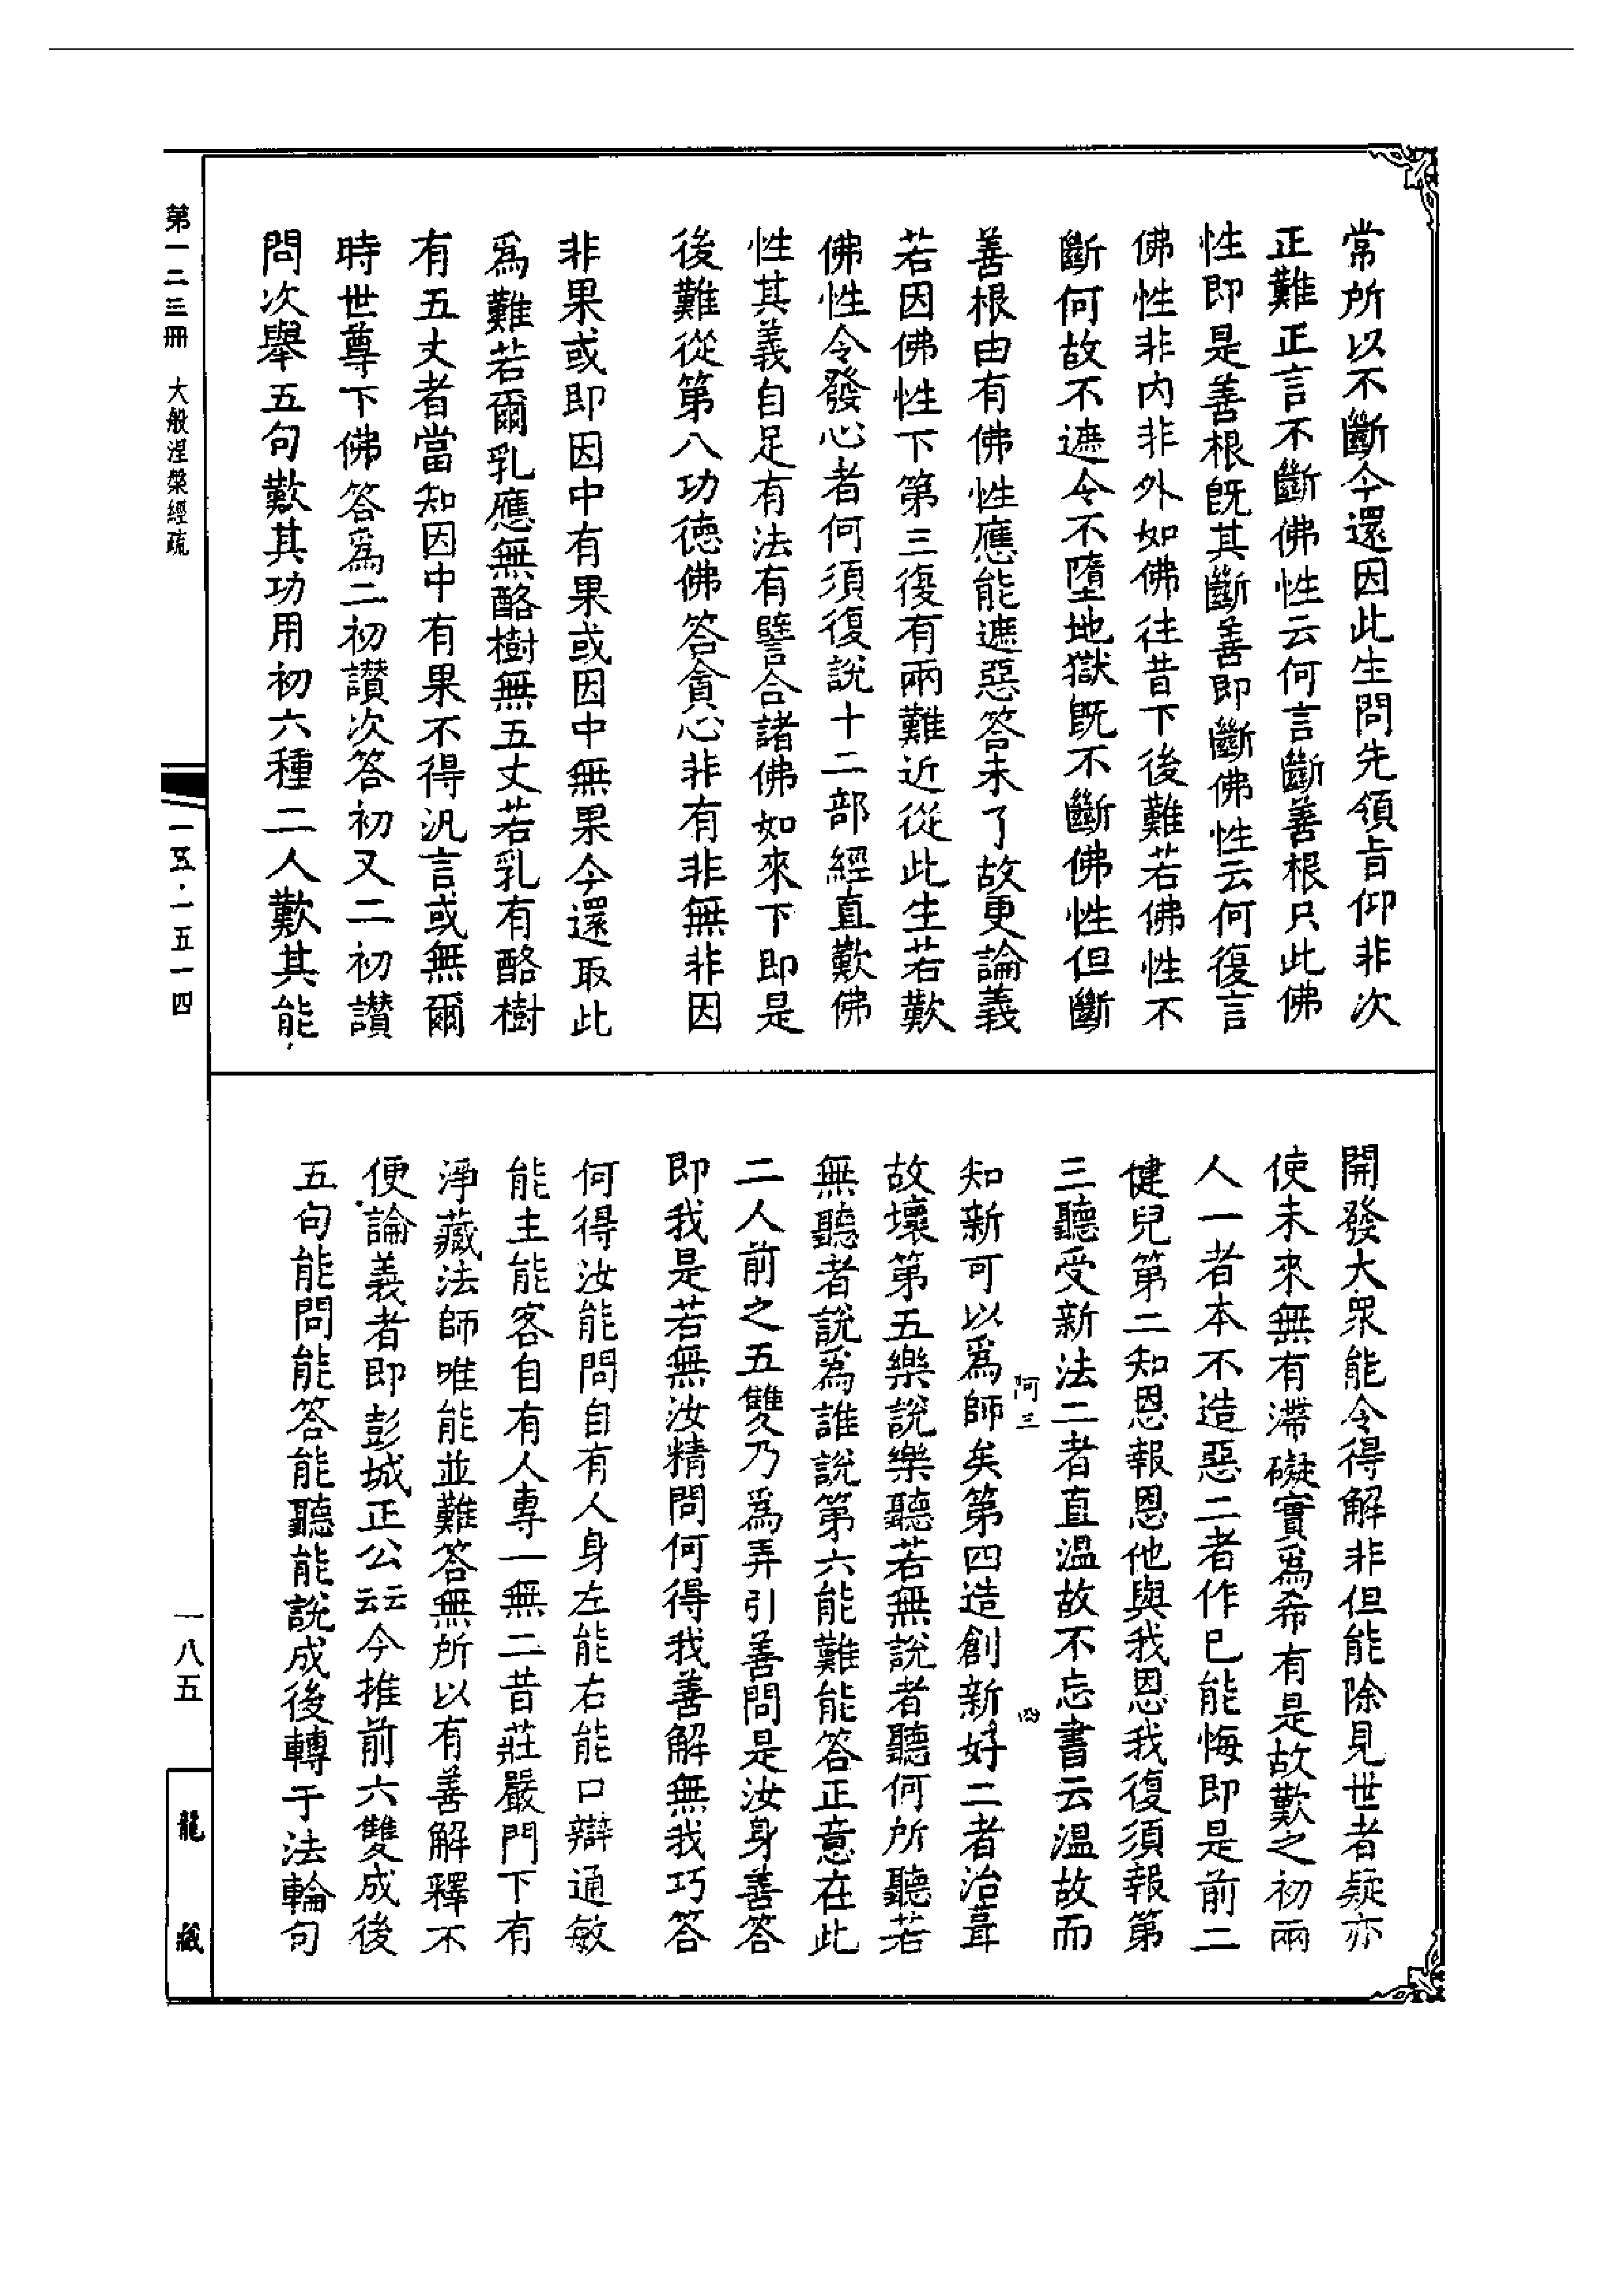 常所以不斷今還因此生問先領旨仰非次
正難正言不斷佛性云何言斷善根只此佛
性即是善根既其斷善即斷佛性云何復言
佛性非內非外如佛往昔下後難若佛性不
斷何故不遮令不墮地獄既不斷佛性但斷
善根由有佛性應能遮惡答未了故更論義
若因佛性下第三復有兩難近從此生若歎
佛性令發心者何須復說十二部經直歎佛
性其義自足有法有譬合諸佛如來下即是
後難從第八功德佛答貪心非有非無非因
非果或即因中有果或因中無果今還取此
為難若爾乳應無酪樹無五丈若乳有酪樹
有五丈者當知因中有果不得汎言或無爾
時世尊下佛答為二初讚次答初又二初讚
問次舉五句歎其功用初六種二人歎其能
開發大眾能令得解非但能除見世者疑亦
使未來無有滯礙實為希有是故歎之初兩
人一者本不造惡二者作已能悔即是前二
健兒第二知恩報恩他與我恩我復須報第
三聽受新法二者直溫故不忘書云溫故而
知新可以為師矣第四造創新好二者治葺
故壞第五樂說樂聽若無說者聽何所聽若
無聽者說為誰說第六能難能答正意在此
二人前之五雙乃為弄引善問是汝身善答
即我是若無汝精問何得我善解無我巧答
何得汝能問自有人身左能右能口辯通敏
能主能客自有人專一無二昔莊嚴門下有
淨藏法師唯能並難答無所以有善解釋不
便論義者即彭城正公云云今推前六雙成後
五句能問能答能聽能說成後轉于法輪句
阿三
四
第一二三冊 大般涅槃經疏
一五·一五一四
一八五
龍藏